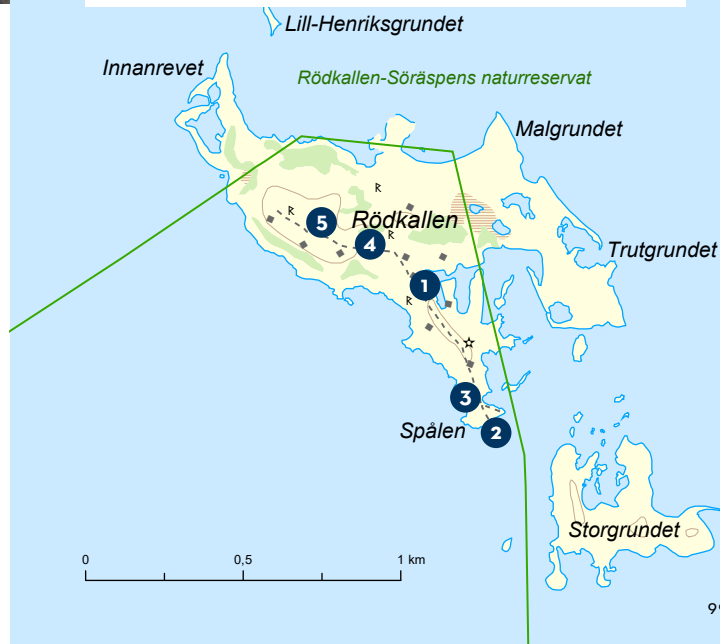 Lill-Henriksgrundet
Innanrevet
Rödkallen-Söräspens naturreservat
Malgrundet
R
R
5
Rödkallen
4
R
Trutgrundet
1
R
3
Spålen
2
Storgrundet
0
0,5
1 km